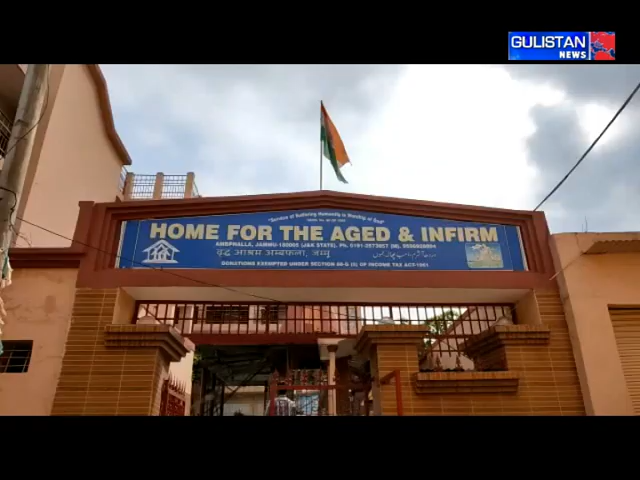 GULISTAN
NEWS
"Service of Suffering Humanity is Worship of God"
HOME FOR THE AGED & INFIRM
AMBPHALLA, JAMMU-180005 (J&K STATE). Ph. 0191-2573657 (M).
वृद्ध आश्रम अम्बफला, जम्मू
DONATIONS EXEMPTED UNDER SECTION 80-G (5) OF INCOME TAX ACT-1961